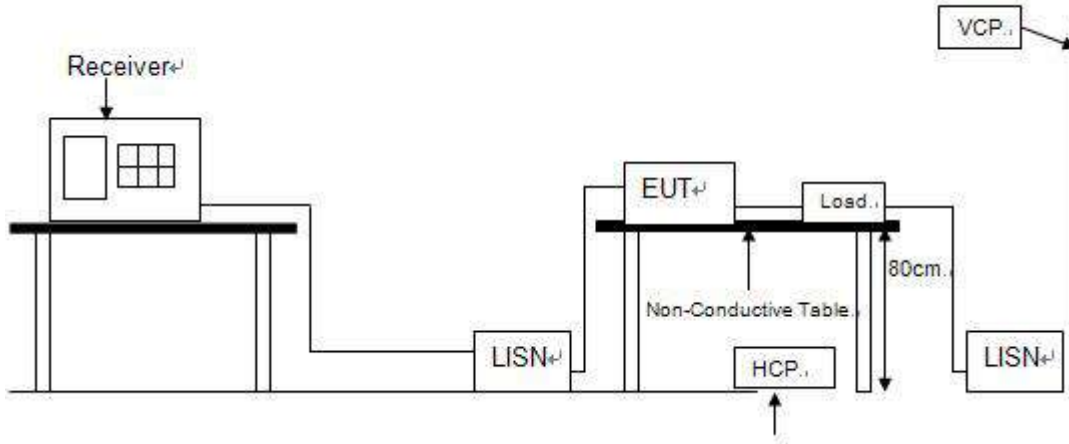 VCP
Receiver
EUT
Load
80cm
Non-Conductive Table
LISN
HCP
LISN